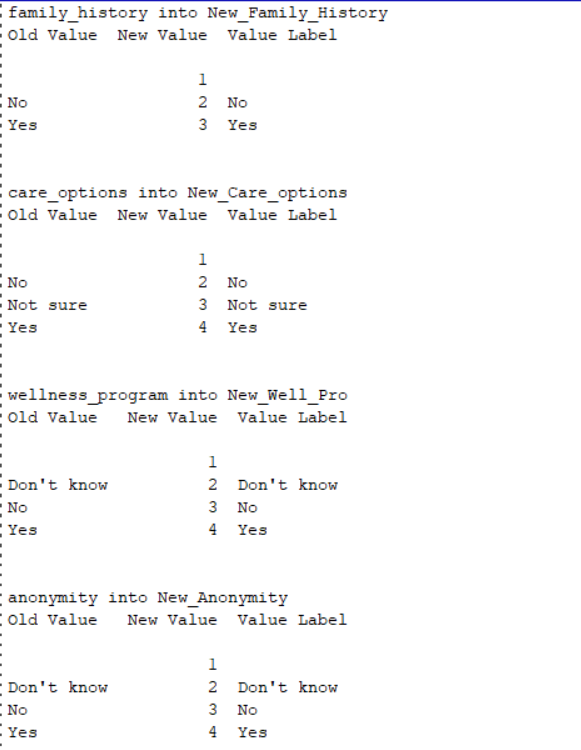 family_history into New_Family_History
Old Value  New Value  Value Label
1
No  2  No
Yes  3  Yes
care_options into New_Care_options
Old Value  New Value  Value Label
1
No  2  No
Not sure  3  Not sure
Yes  4  Yes
wellness_program into New_Well_Pro
Old Value  New Value  Value Label
1
Don't know  2  Don't know
No  3  No
Yes  4  Yes
anonymity into New_Anonymity
Old Value  New Value  Value Label
1
Don't know  2  Don't know
No  3  No
Yes  4  Yes